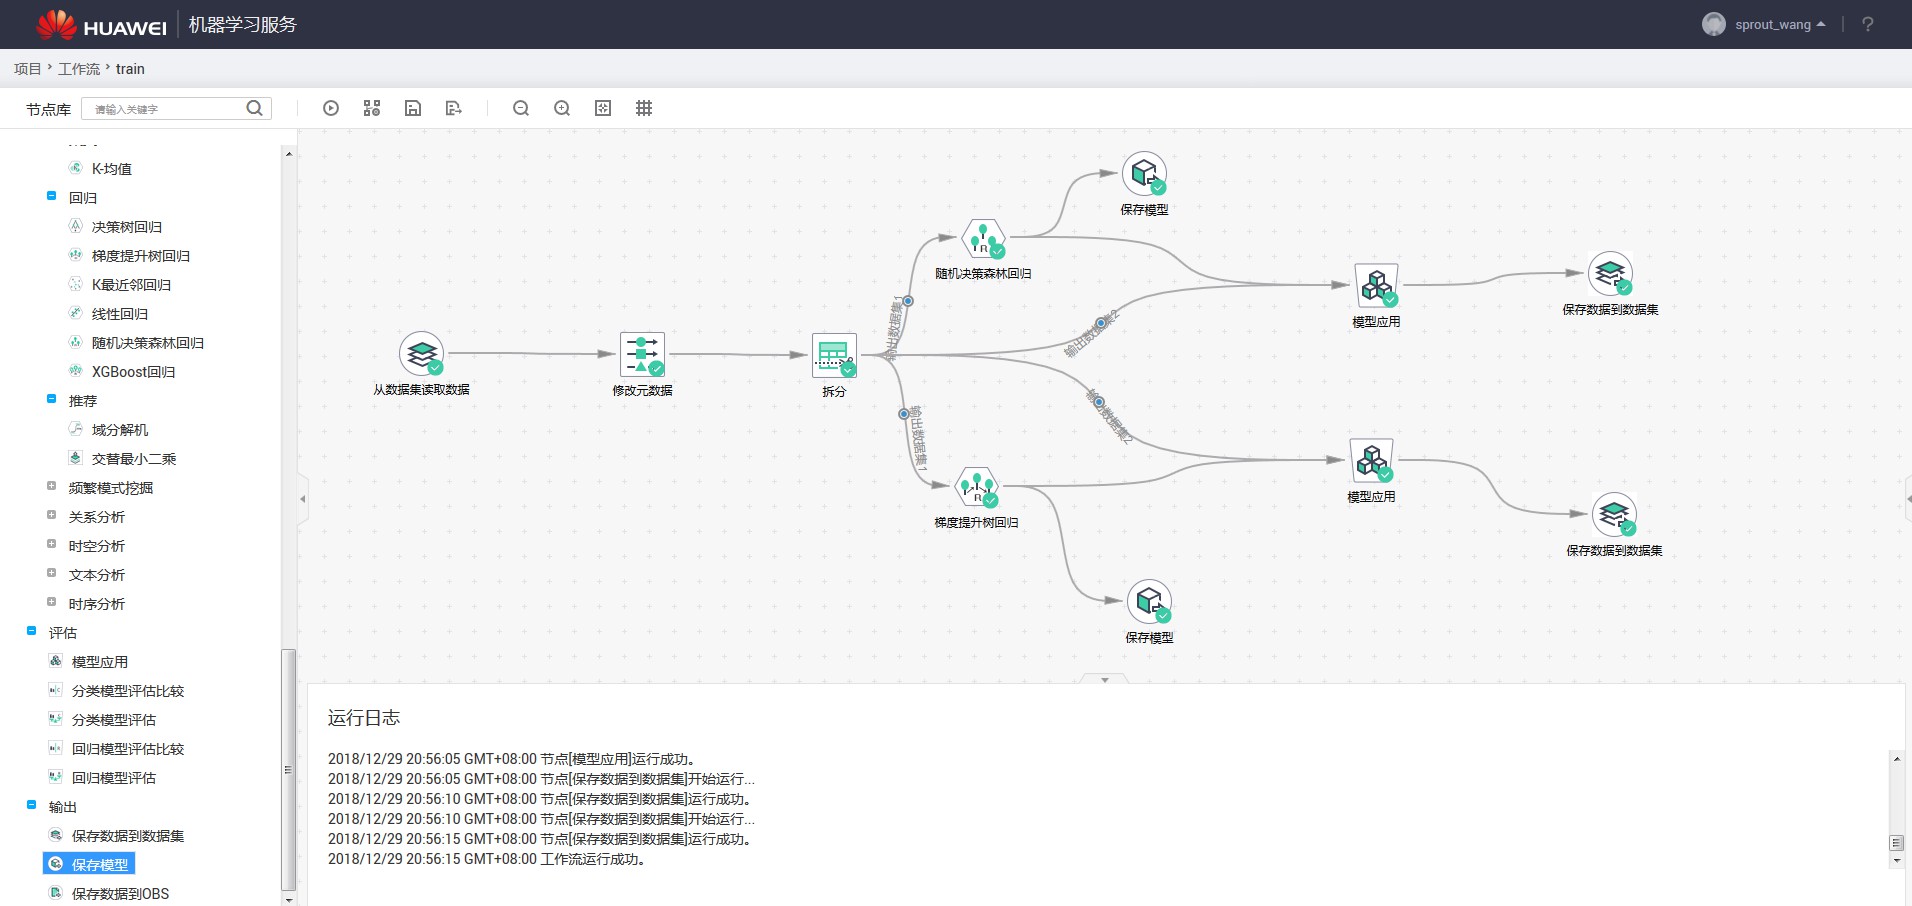 HUAWEI 机器学习服务
sprout_wang
?
项目 > 工作流 > train
节点库
请输入关键字
K-均值
回归
决策树回归
梯度提升树回归
K最近邻回归
线性回归
随机决策森林回归
XGBoost回归
推荐
域分解机
交替最小二乘
频繁模式挖掘
关系分析
时空分析
文本分析
时序分析
评估
模型应用
分类模型评估比较
分类模型评估
回归模型评估比较
回归模型评估
输出
保存数据到数据集
保存模型
保存数据到OBS
从数据集读取数据
修改元数据
拆分
输出数据集1
输出数据集1
输出数据集2
输出数据集2
R
随机决策森林回归
R
梯度提升树回归
保存模型
保存模型
模型应用
模型应用
保存数据到数据集
保存数据到数据集
运行日志
2018/12/29 20:56:05 GMT+08:00 节点[模型应用]运行成功。
2018/12/29 20:56:05 GMT+08:00 节点[保存数据到数据集]开始运行...
2018/12/29 20:56:10 GMT+08:00 节点[保存数据到数据集]运行成功。
2018/12/29 20:56:10 GMT+08:00 节点[保存数据到数据集]开始运行...
2018/12/29 20:56:15 GMT+08:00 节点[保存数据到数据集]运行成功。
2018/12/29 20:56:15 GMT+08:00 工作流运行成功。